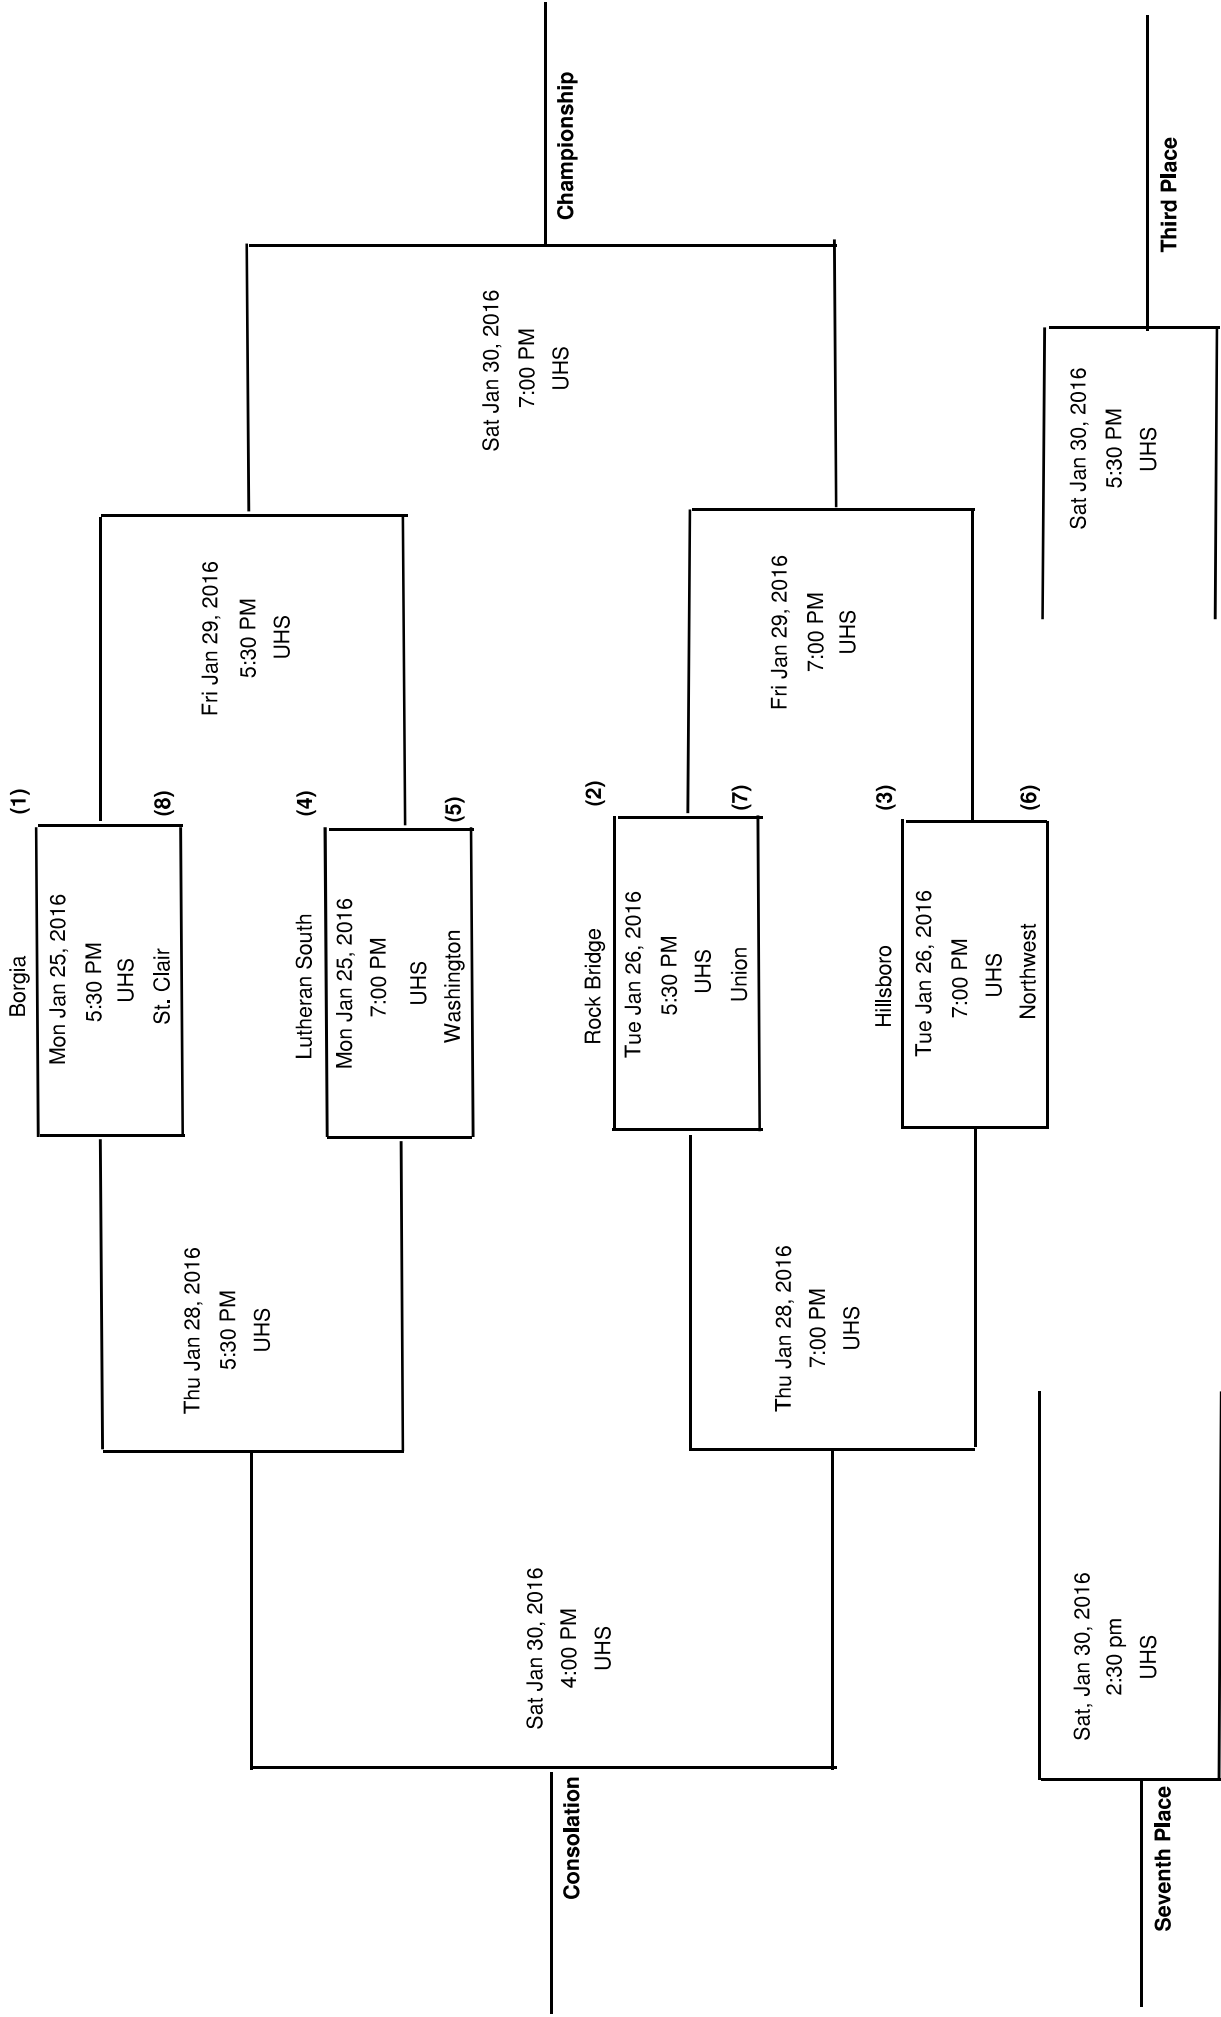 Borgia
(1)
Mon Jan 25, 2016
5:30 PM
UHS
St. Clair
(8)
Lutheran South
(4)
Mon Jan 25, 2016
7:00 PM
UHS
Washington
(5)
Rock Bridge
(2)
Tue Jan 26, 2016
5:30 PM
UHS
Union
(7)
Hillsboro
(3)
Tue Jan 26, 2016
7:00 PM
UHS
Northwest
(6)
Thu Jan 28, 2016
5:30 PM
UHS
Thu Jan 28, 2016
7:00 PM
UHS
Fri Jan 29, 2016
5:30 PM
UHS
Fri Jan 29, 2016
7:00 PM
UHS
Sat Jan 30, 2016
4:00 PM
UHS
Consolation
Sat Jan 30, 2016
7:00 PM
UHS
Championship
Sat, Jan 30, 2016
2:30 pm
UHS
Seventh Place
Sat Jan 30, 2016
5:30 PM
UHS
Third Place